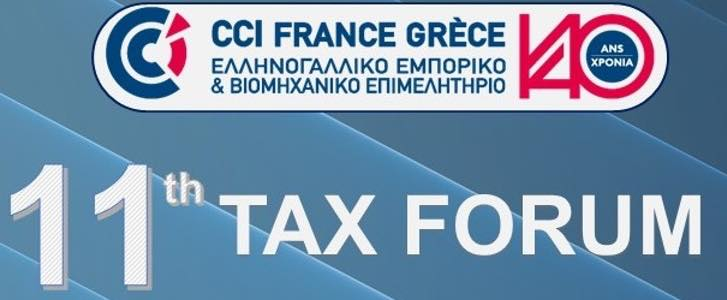 CCI FRANCE GRÈCE
ΕΛΛΗΝΟΓΑΛΛΙΚΟ ΕΜΠΟΡΙΚΟ
& ΒΙΟΜΗΧΑΝΙΚΟ ΕΠΙΜΕΛΗΤΗΡΙΟ
140
ANS
ΧΡΟΝΙΑ
11th TAX FORUM